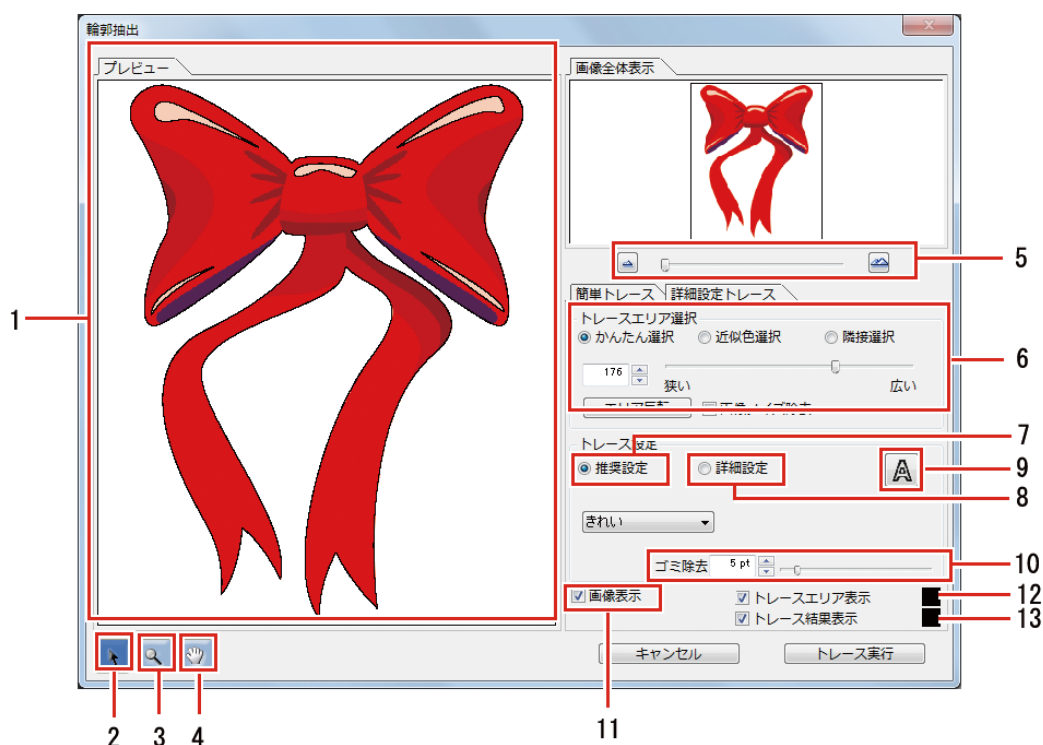 輪郭抽出
プレビュー
画像全体表示
5
簡単トレース 詳細設定トレース
トレースエリア選択
かんたん選択 近似色選択 隣接選択
176
狭い 広い
1
6
トレース設定
7
推奨設定 詳細設定
A
9
8
きれい
ゴミ除去 5 pt
10
画像表示 トレースエリア表示
12
トレース結果表示
13
キャンセル トレース実行
2 3 4 11